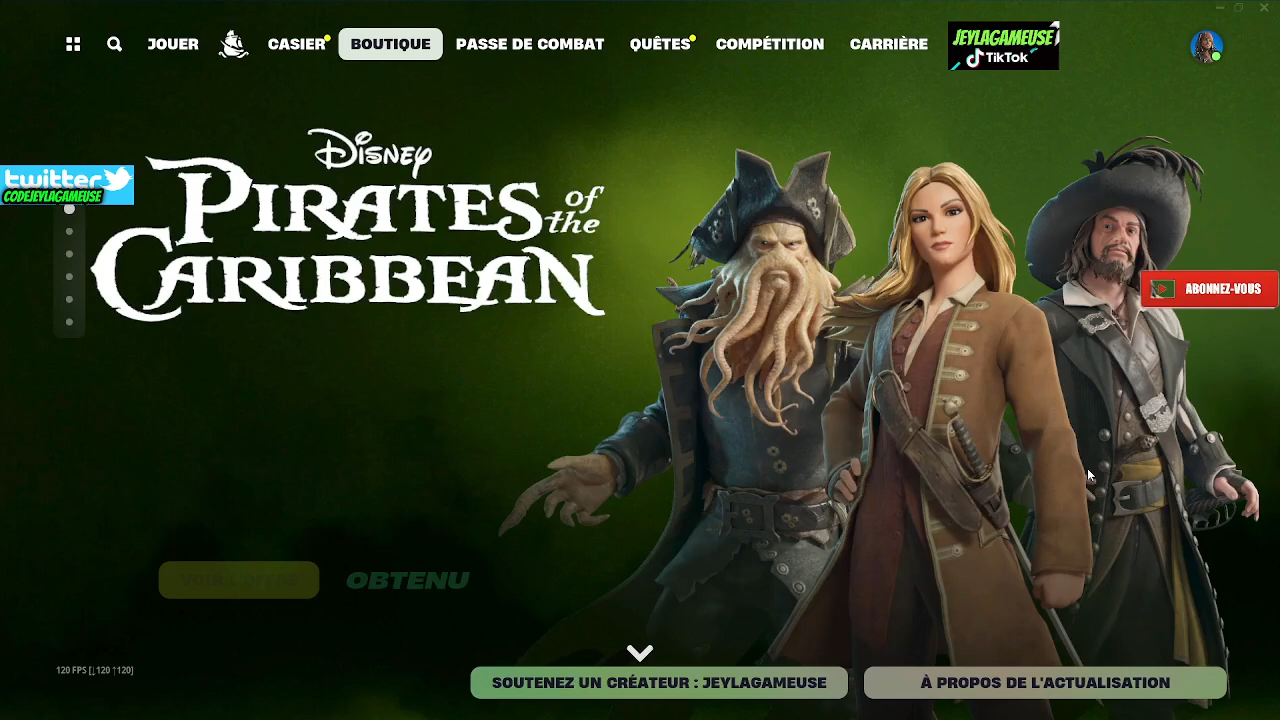 JOUER
CASIER
BOUTIQUE
PASSE DE COMBAT
QUÊTES
COMPÉTITION
CARRIÈRE
JEYLAGAMEUSE
TikTok
twitter
CODEJEYLAGAMEUSE
Disney
PIRATES of the
CARIBBEAN
ABONNEZ-VOUS
OBTENU
120 FPS [↓120 ↑120]
SOUTENEZ UN CRÉATEUR : JEYLAGAMEUSE
À PROPOS DE L'ACTUALISATION